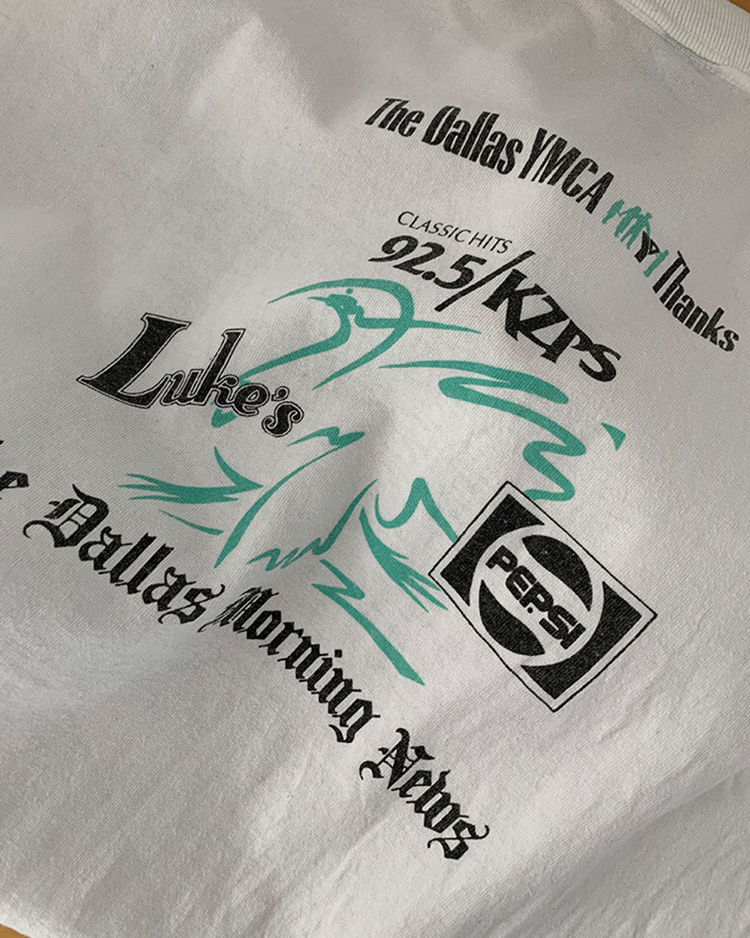 The Dallas YMCA Thanks
CLASSIC HITS
92.5/KZPS
Luke's
PEPSI
e Dallas Morning News